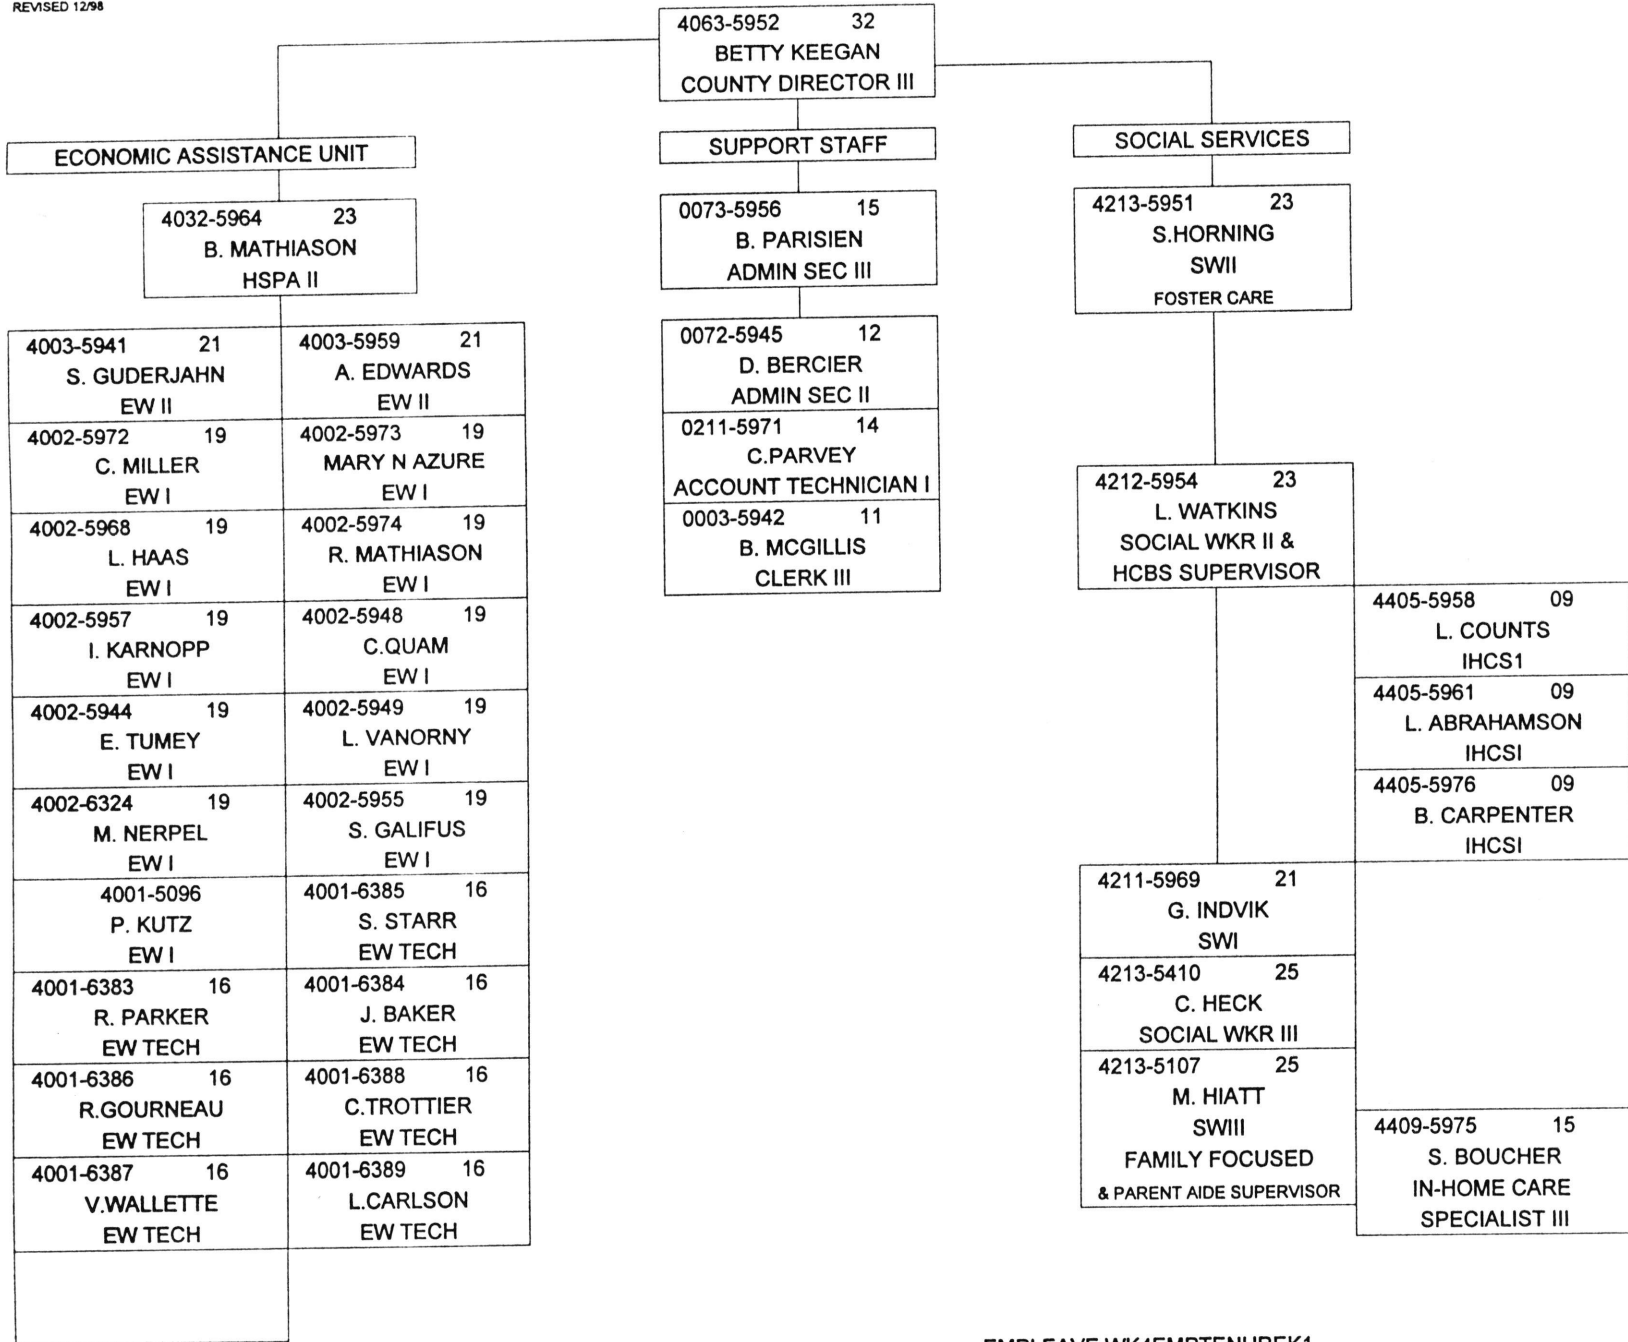 REVISED 12/98
4063-5952 32
BETTY KEEGAN
COUNTY DIRECTOR III
ECONOMIC ASSISTANCE UNIT
4032-5964 23
B. MATHIASON
HSPA II
4003-5941 21
S. GUDERJAHN
EW II
4003-5959 21
A. EDWARDS
EW II
4002-5972 19
C. MILLER
EW I
4002-5973 19
MARY N AZURE
EW I
4002-5968 19
L. HAAS
EW I
4002-5974 19
R. MATHIASON
EW I
4002-5957 19
I. KARNOPP
EW I
4002-5948 19
C.QUAM
EW I
4002-5944 19
E. TUMEY
EW I
4002-5949 19
L. VANORNY
EW I
4002-6324 19
M. NERPEL
EW I
4002-5955 19
S. GALIFUS
EW I
4001-5096
P. KUTZ
EW I
4001-6385 16
S. STARR
EW TECH
4001-6383 16
R. PARKER
EW TECH
4001-6384 16
J. BAKER
EW TECH
4001-6386 16
R.GOURNEAU
EW TECH
4001-6388 16
C.TROTTIER
EW TECH
4001-6387 16
V.WALLETTE
EW TECH
4001-6389 16
L.CARLSON
EW TECH
SUPPORT STAFF
0073-5956 15
B. PARISIEN
ADMIN SEC III
0072-5945 12
D. BERCIER
ADMIN SEC II
0211-5971 14
C.PARVEY
ACCOUNT TECHNICIAN I
0003-5942 11
B. MCGILLIS
CLERK III
SOCIAL SERVICES
4213-5951 23
S.HORNING
SWII
FOSTER CARE
4212-5954 23
L. WATKINS
SOCIAL WKR II &
HCBS SUPERVISOR
4405-5958 09
L. COUNTS
IHCS1
4405-5961 09
L. ABRAHAMSON
IHCSI
4405-5976 09
B. CARPENTER
IHCSI
4211-5969 21
G. INDVIK
SWI
4213-5410 25
C. HECK
SOCIAL WKR III
4213-5107 25
M. HIATT
SWIII
FAMILY FOCUSED
& PARENT AIDE SUPERVISOR
4409-5975 15
S. BOUCHER
IN-HOME CARE
SPECIALIST III